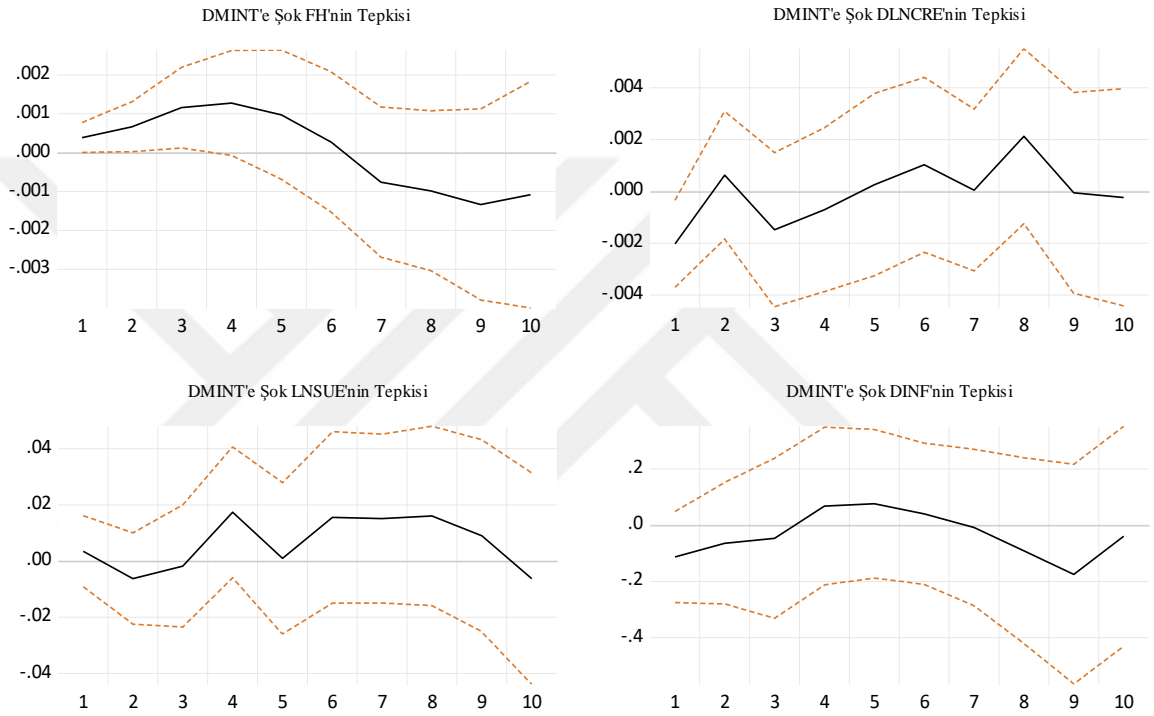 DMINT'e Şok FH'nin Tepkisi
.002
.001
.000
-.001
-.002
-.003
1 2 3 4 5 6 7 8 9 10
DMINT'e Şok DLNCRE'nin Tepkisi
.004
.002
.000
-.002
-.004
1 2 3 4 5 6 7 8 9 10
DMINT'e Şok LNSUE'nin Tepkisi
.04
.02
.00
-.02
-.04
1 2 3 4 5 6 7 8 9 10
DMINT'e Şok DINF'nin Tepkisi
.2
.0
-.2
-.4
1 2 3 4 5 6 7 8 9 10